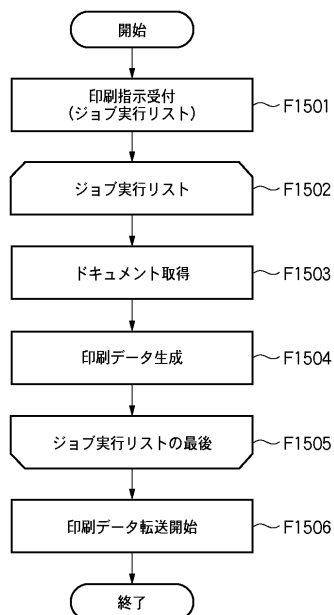 開始
印刷指示受付
(ジョブ実行リスト)
F1501
ジョブ実行リスト
F1502
ドキュメント取得
F1503
印刷データ生成
F1504
ジョブ実行リストの最後
F1505
印刷データ転送開始
F1506
終了